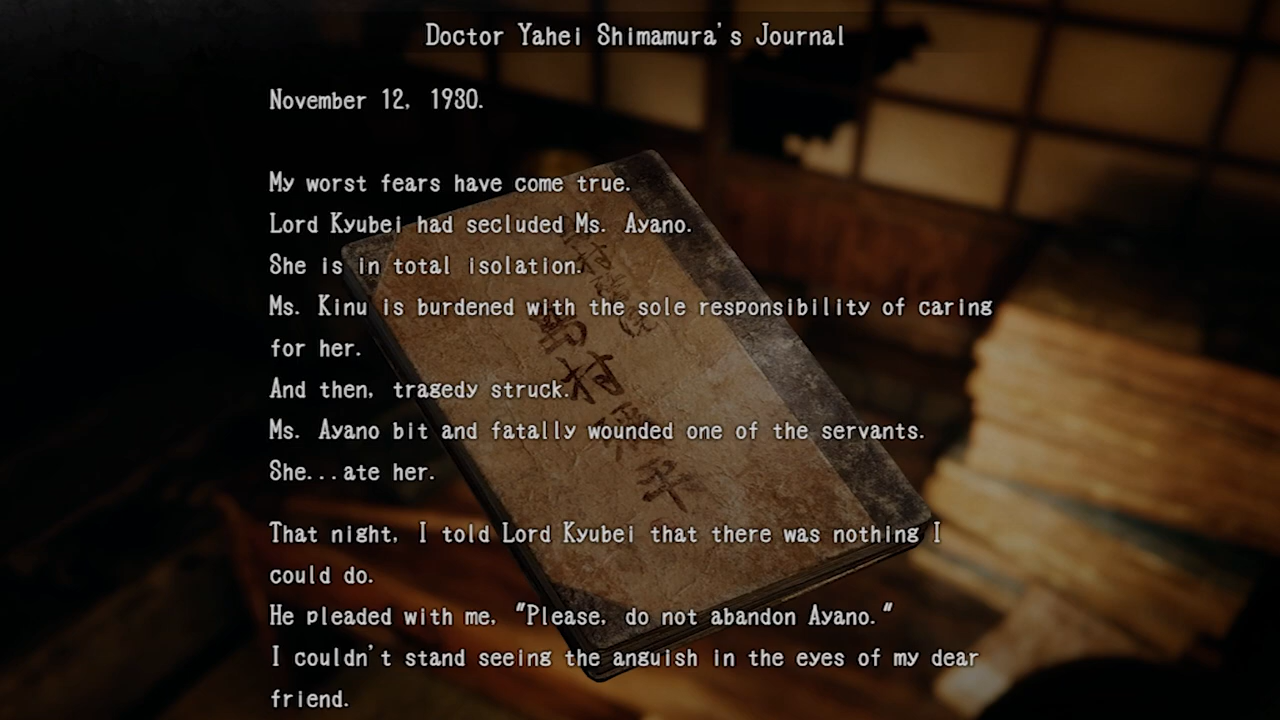 Doctor Yahei Shimamura's Journal
November 12, 1930.
My worst fears have come true.
Lord Kyubei had secluded Ms. Ayano.
She is in total isolation.
Ms. Kinu is burdened with the sole responsibility of caring
for her.
And then, tragedy struck.
Ms. Ayano bit and fatally wounded one of the servants.
She...ate her.
That night, I told Lord Kyubei that there was nothing I
could do.
He pleaded with me, "Please, do not abandon Ayano."
I couldn't stand seeing the anguish in the eyes of my dear
friend.
島村
平